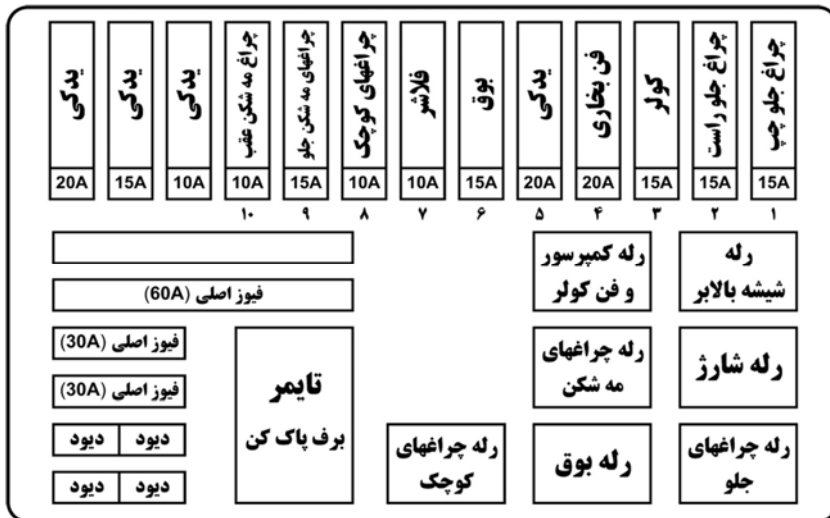 چراغ جلو چپ
چراغ جلو راست
کولر
فن بخاری
یدکی
بوق
فلاشر
چراغهای کوچک
چراغهای مه شکن جلو
چراغ مه شکن عقب
یدکی
یدکی
یدکی
15A
15A
15A
20A
20A
15A
10A
10A
15A
10A
10A
15A
20A
۱
۲
۳
۴
۵
۶
۷
۸
۹
۱۰
رله
شیشه بالابر
رله کمپرسور
و فن کولر
فیوز اصلی (60A)
رله شارژ
رله چراغهای
مه شکن
تایمر
برف پاک کن
فیوز اصلی (30A)
فیوز اصلی (30A)
رله چراغهای
جلو
رله بوق
رله چراغهای
کوچک
دیود
دیود
دیود
دیود